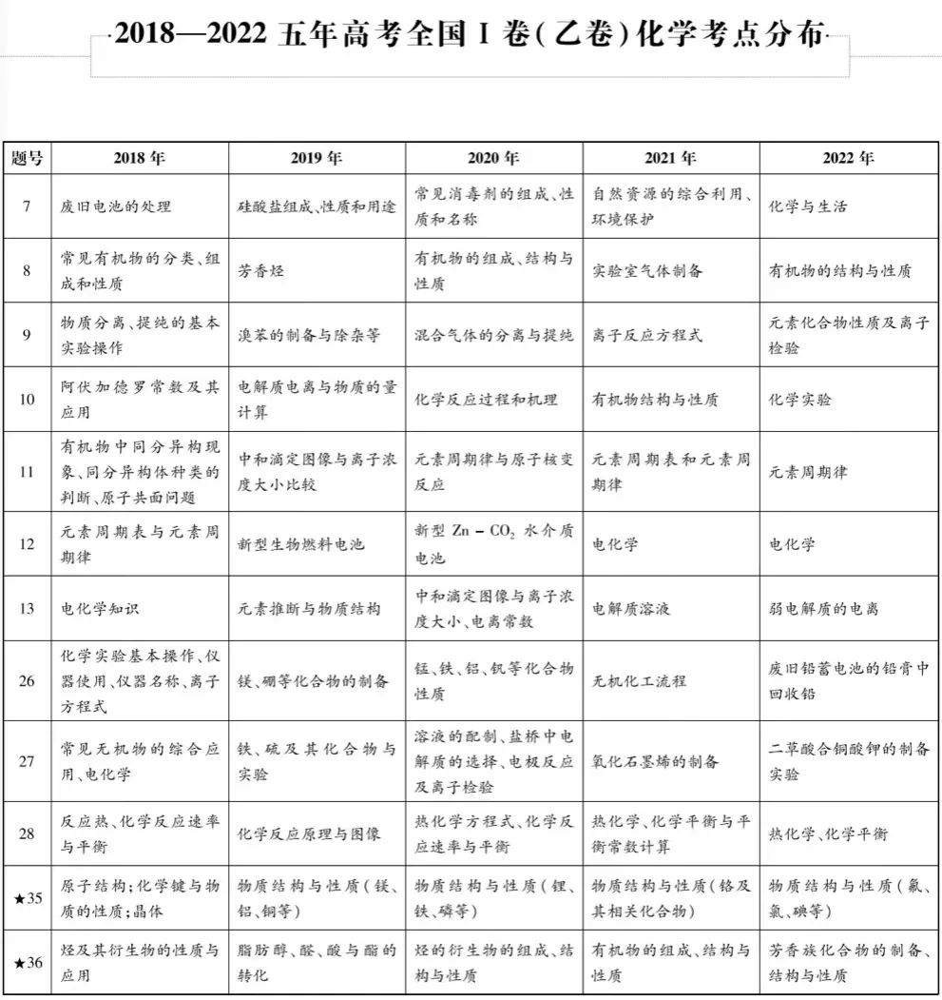 ·2018—2022 五年高考全国 I 卷(乙卷)化学考点分布·
题号 2018 年 2019 年 2020 年 2021 年 2022 年
7 废旧电池的处理 硅酸盐组成、性质和用途 常见消毒剂的组成、性质和名称 自然资源的综合利用、环境保护 化学与生活
8 常见有机物的分类、组成和性质 芳香烃 有机物的组成、结构与性质 实验室气体制备 有机物的结构与性质
9 物质分离、提纯的基本实验操作 溴苯的制备与除杂等 混合气体的分离与提纯 离子反应方程式 元素化合物性质及离子检验
10 阿伏加德罗常数及其应用 电解质电离与物质的量计算 化学反应过程和机理 有机物结构与性质 化学实验
11 有机物中同分异构现象、同分异构体种类的判断、原子共面问题 中和滴定图像与离子浓度大小比较 元素周期律与原子核变反应 元素周期表和元素周期律 元素周期律
12 元素周期表与元素周期律 新型生物燃料电池 新型 Zn－CO₂ 水介质电池 电化学 电化学
13 电化学知识 元素推断与物质结构 中和滴定图像与离子浓度大小、电离常数 电解质溶液 弱电解质的电离
26 化学实验基本操作、仪器使用、仪器名称、离子方程式 镁、硼等化合物的制备 锰、铁、铝、钒等化合物性质 无机化工流程 废旧铅蓄电池的铅膏中回收铅
27 常见无机物的综合应用、电化学 铁、硫及其化合物与实验 溶液的配制、盐桥中电解质的选择、电极反应及离子检验 氧化石墨烯的制备 二草酸合铜酸钾的制备实验
28 反应热、化学反应速率与平衡 化学反应原理与图像 热化学方程式、化学反应速率与平衡 热化学、化学平衡与平衡常数计算 热化学、化学平衡
★35 原子结构;化学键与物质的性质;晶体 物质结构与性质(镁、铝、铜等) 物质结构与性质(锂、铁、磷等) 物质结构与性质(铬及其相关化合物) 物质结构与性质(氟、氯、碘等)
★36 烃及其衍生物的性质与应用 脂肪醇、醛、酸与酯的转化 烃的衍生物的组成、结构与性质 有机物的组成、结构与性质 芳香族化合物的制备、结构与性质